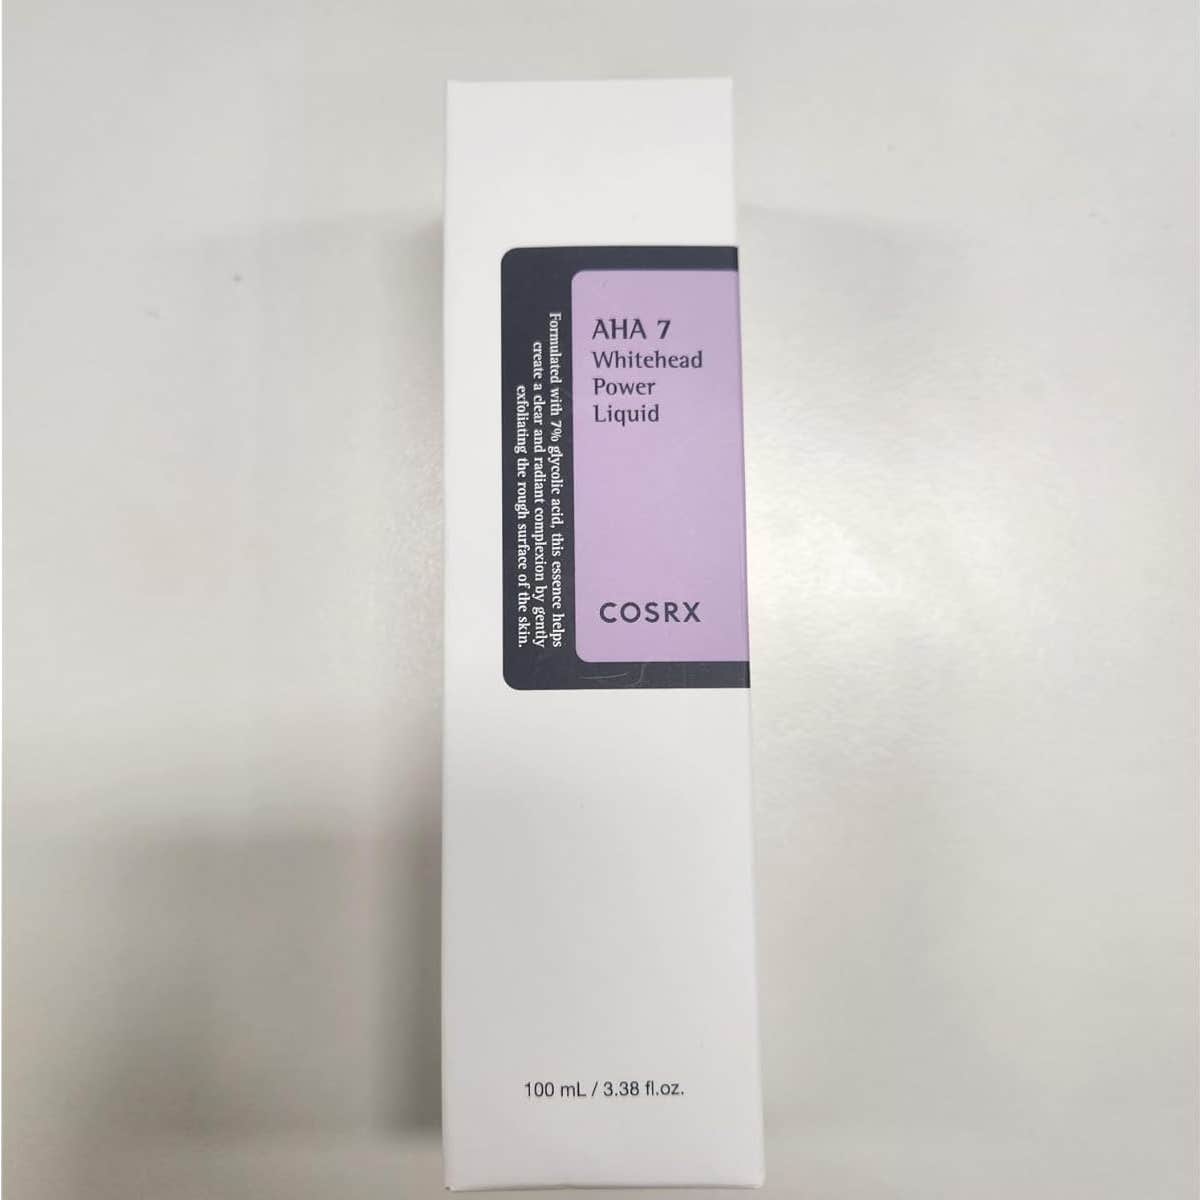 AHA 7
Whitehead
Power
Liquid
COSRX
Formulated with 7% glycolic acid, this essence helps
create a clear and radiant complexion by gently
exfoliating the rough surface of the skin.
100 mL / 3.38 fl.oz.